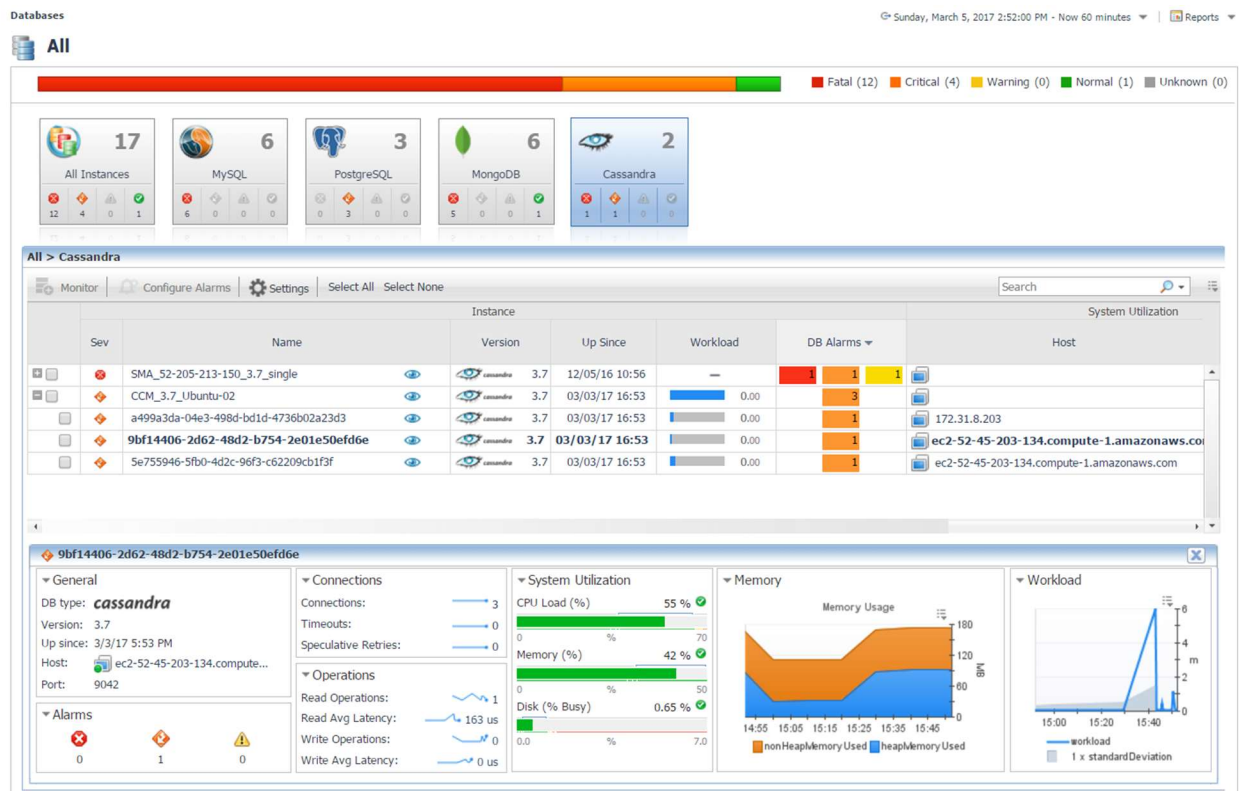 Databases
Sunday, March 5, 2017 2:52:00 PM - Now 60 minutes
Reports
All
Fatal (12) Critical (4) Warning (0) Normal (1) Unknown (0)
17 6 3 6 2
All Instances MySQL PostgreSQL MongoDB Cassandra
12 4 0 1 6 0 0 0 0 3 0 0 5 0 0 1 1 1 0 0
All > Cassandra
Monitor Configure Alarms Settings Select All Select None Search
Instance System Utilization
Sev Name Version Up Since Workload DB Alarms Host
SMA_52-205-213-150_3.7_single cassandra 3.7 12/05/16 10:56 — 1 1 1
CCM_3.7_Ubuntu-02 cassandra 3.7 03/03/17 16:53 0.00 3
a499a3da-04e3-498d-bd1d-4736b02a23d3 cassandra 3.7 03/03/17 16:53 0.00 1 172.31.8.203
9bf14406-2d62-48d2-b754-2e01e50efd6e cassandra 3.7 03/03/17 16:53 0.00 1 ec2-52-45-203-134.compute-1.amazonaws.co
5e755946-5fb0-4d2c-96f3-c62209cb1f3f cassandra 3.7 03/03/17 16:53 0.00 1 ec2-52-45-203-134.compute-1.amazonaws.com
9bf14406-2d62-48d2-b754-2e01e50efd6e
General
DB type: cassandra
Version: 3.7
Up since: 3/3/17 5:53 PM
Host: ec2-52-45-203-134.compute...
Port: 9042
Alarms
0 1 0
Connections
Connections: 3
Timeouts: 0
Speculative Retries: 0
Operations
Read Operations: 1
Read Avg Latency: 163 us
Write Operations: 0
Write Avg Latency: 0 us
System Utilization
CPU Load (%) 55 %
0 % 70
Memory (%) 42 %
0 % 50
Disk (% Busy) 0.65 %
0.0 % 7.0
Memory
Memory Usage
180
120
60
0
MB
14:55 15:05 15:15 15:25 15:35 15:45
nonHeapMemory Used heapMemory Used
Workload
6
4
2
0
m
15:00 15:20 15:40
workload
1 x standardDeviation